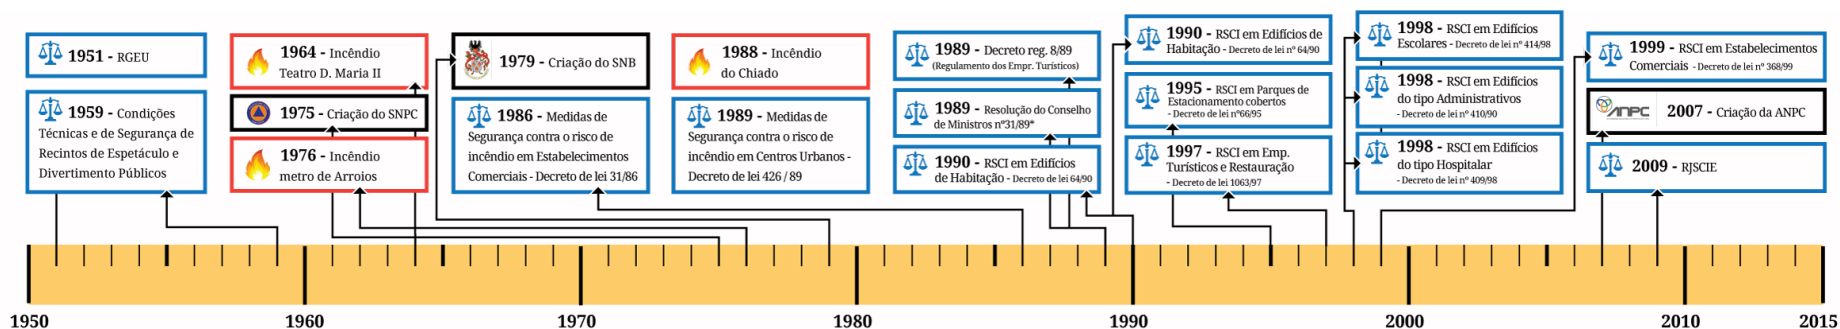 1951 - RGEU
1959 - Condições
Técnicas e de Segurança de
Recintos de Espetáculo e
Divertimento Públicos
1964 - Incêndio
Teatro D. Maria II
1975 - Criação do SNPC
1976 - Incêndio
metro de Arroios
1979 - Criação do SNB
1986 - Medidas de
Segurança contra o risco de
incêndio em Estabelecimentos
Comerciais - Decreto de lei 31/86
1988 - Incêndio
do Chiado
1989 - Medidas de
Segurança contra o risco de
incêndio em Centros Urbanos -
Decreto de lei 426 / 89
1989 - Decreto reg. 8/89
(Regulamento dos Empr. Turísticos)
1989 - Resolução do Conselho
de Ministros nº31/89*
1990 - RSCI em Edifícios
de Habitação - Decreto de lei 64/90
1990 - RSCI em Edifícios de
Habitação - Decreto de lei nº 64/90
1995 - RSCI em Parques de
Estacionamento cobertos
- Decreto de lei nº66/95
1997 - RSCI em Emp.
Turísticos e Restauração
- Decreto de lei 1063/97
1998 - RSCI em Edifícios
Escolares - Decreto de lei nº 414/98
1998 - RSCI em Edifícios
do tipo Administrativos
- Decreto de lei nº 410/90
1998 - RSCI em Edifícios
do tipo Hospitalar
- Decreto de lei nº 409/98
1999 - RSCI em Estabelecimentos
Comerciais - Decreto de lei nº 368/99
ANPC
2007 - Criação da ANPC
2009 - RJSCIE
1950
1960
1970
1980
1990
2000
2010
2015